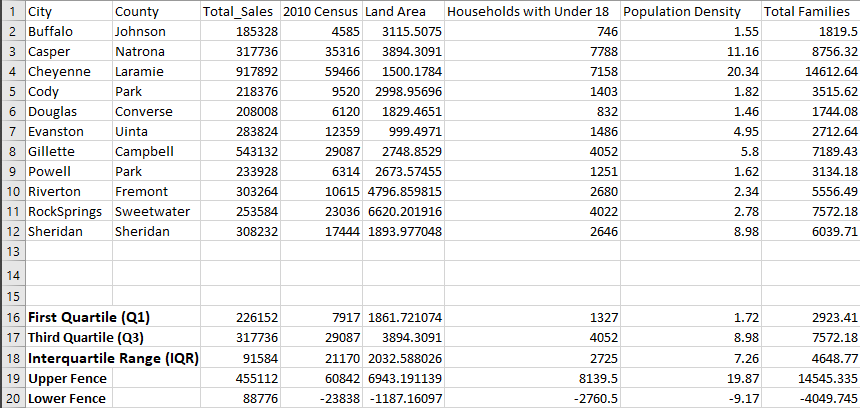 1 City County Total_Sales 2010 Census Land Area Households with Under 18 Population Density Total Families
2 Buffalo Johnson 185328 4585 3115.5075 746 1.55 1819.5
3 Casper Natrona 317736 35316 3894.3091 7788 11.16 8756.32
4 Cheyenne Laramie 917892 59466 1500.1784 7158 20.34 14612.64
5 Cody Park 218376 9520 2998.95696 1403 1.82 3515.62
6 Douglas Converse 208008 6120 1829.4651 832 1.46 1744.08
7 Evanston Uinta 283824 12359 999.4971 1486 4.95 2712.64
8 Gillette Campbell 543132 29087 2748.8529 4052 5.8 7189.43
9 Powell Park 233928 6314 2673.57455 1251 1.62 3134.18
10 Riverton Fremont 303264 10615 4796.859815 2680 2.34 5556.49
11 RockSprings Sweetwater 253584 23036 6620.201916 4022 2.78 7572.18
12 Sheridan Sheridan 308232 17444 1893.977048 2646 8.98 6039.71
13
14
15
16 First Quartile (Q1) 226152 7917 1861.721074 1327 1.72 2923.41
17 Third Quartile (Q3) 317736 29087 3894.3091 4052 8.98 7572.18
18 Interquartile Range (IQR) 91584 21170 2032.588026 2725 7.26 4648.77
19 Upper Fence 455112 60842 6943.191139 8139.5 19.87 14545.335
20 Lower Fence 88776 -23838 -1187.16097 -2760.5 -9.17 -4049.745